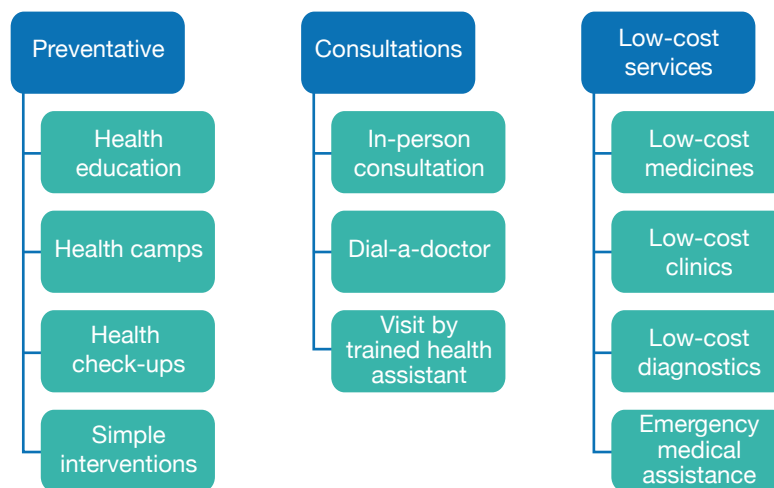 Preventative
Health
education
Health camps
Health
check-ups
Simple
interventions
Consultations
In-person
consultation
Dial-a-doctor
Visit by
trained health
assistant
Low-cost
services
Low-cost
medicines
Low-cost
clinics
Low-cost
diagnostics
Emergency
medical
assistance